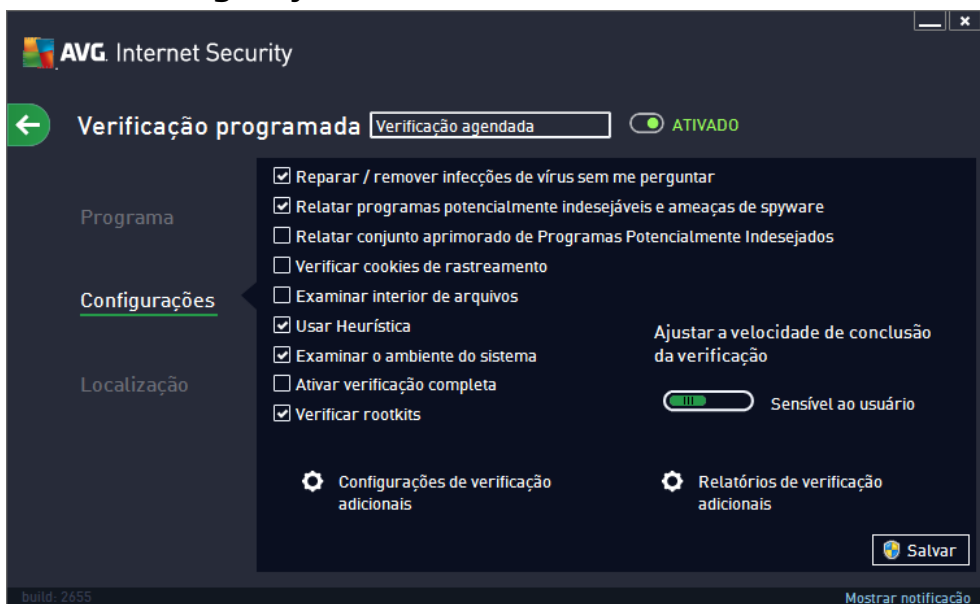 AVG. Internet Security
Verificação programada
Verificação agendada
ATIVADO
Programa
Configurações
Localização
Reparar / remover infecções de vírus sem me perguntar
Relatar programas potencialmente indesejáveis e ameaças de spyware
Relatar conjunto aprimorado de Programas Potencialmente Indesejados
Verificar cookies de rastreamento
Examinar interior de arquivos
Usar Heurística
Examinar o ambiente do sistema
Ativar verificação completa
Verificar rootkits
Ajustar a velocidade de conclusão
da verificação
Sensível ao usuário
Configurações de verificação
adicionais
Relatórios de verificação
adicionais
Salvar
build: 2655
Mostrar notificação